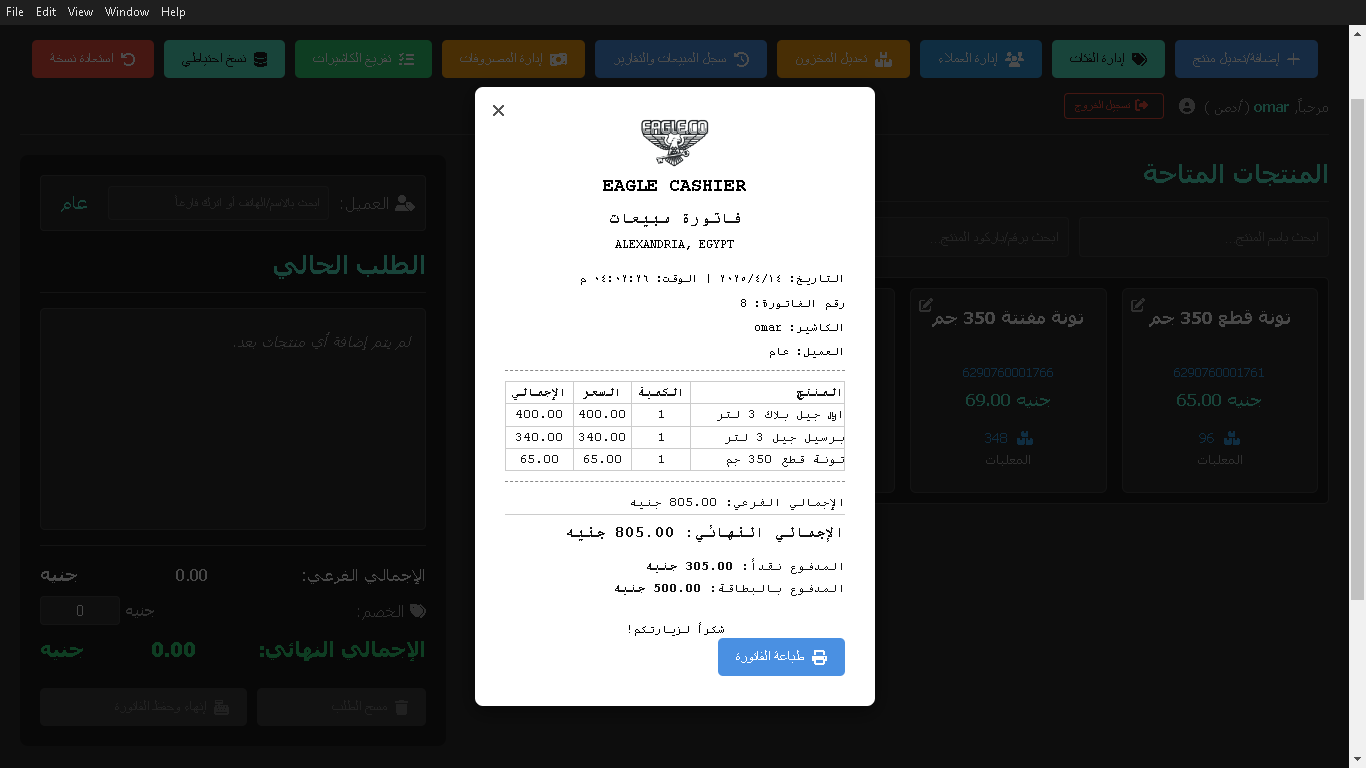 File Edit View Window Help
إضافة/تعديل منتج
إدارة الفئات
إدارة العملاء
تعديل المخزون
سجل المبيعات والتقارير
إدارة المصروفات
تفريغ الكاشيرات
نسخ احتياطي
استعادة نسخة
مرحباً, omar (أدمن)
تسجيل الخروج
المنتجات المتاحة
ابحث باسم المنتج ...
ابحث برقم/باركود المنتج ...
تونة قطع 350 جم
6290760001761
65.00 جنيه
96
المعلبات
تونة مفتتة 350 جم
6290760001766
69.00 جنيه
348
المعلبات
العميل:
ابحث بالاسم/الهاتف أو اترك فارغاً
عام
الطلب الحالي
لم يتم إضافة أي منتجات بعد.
الإجمالي الفرعي: 0.00 جنيه
الخصم: جنيه 0
الإجمالي النهائي: 0.00 جنيه
مسح الطلب
إنهاء وحفظ الفاتورة
EAGLE.CO
EAGLE CASHIER
فاتورة مبيعات
ALEXANDRIA, EGYPT
التاريخ: ٢٠٢٥/٤/١٤ | الوقت: ٠٤:٠٢:٢٦ م
رقم الفاتورة: 8
الكاشير: omar
العميل: عام
المنتج الكمية السعر الإجمالي
جيل بلاك 3 لتر 1 400.00 400.00
برسيل جيل 3 لتر 1 340.00 340.00
تونة قطع 350 جم 1 65.00 65.00
الإجمالي الفرعي: 805.00 جنيه
الإجمالي النهائي: 805.00 جنيه
المدفوع نقداً: 305.00 جنيه
المدفوع بالبطاقة: 500.00 جنيه
شكراً لزيارتكم!
طباعة الفاتورة